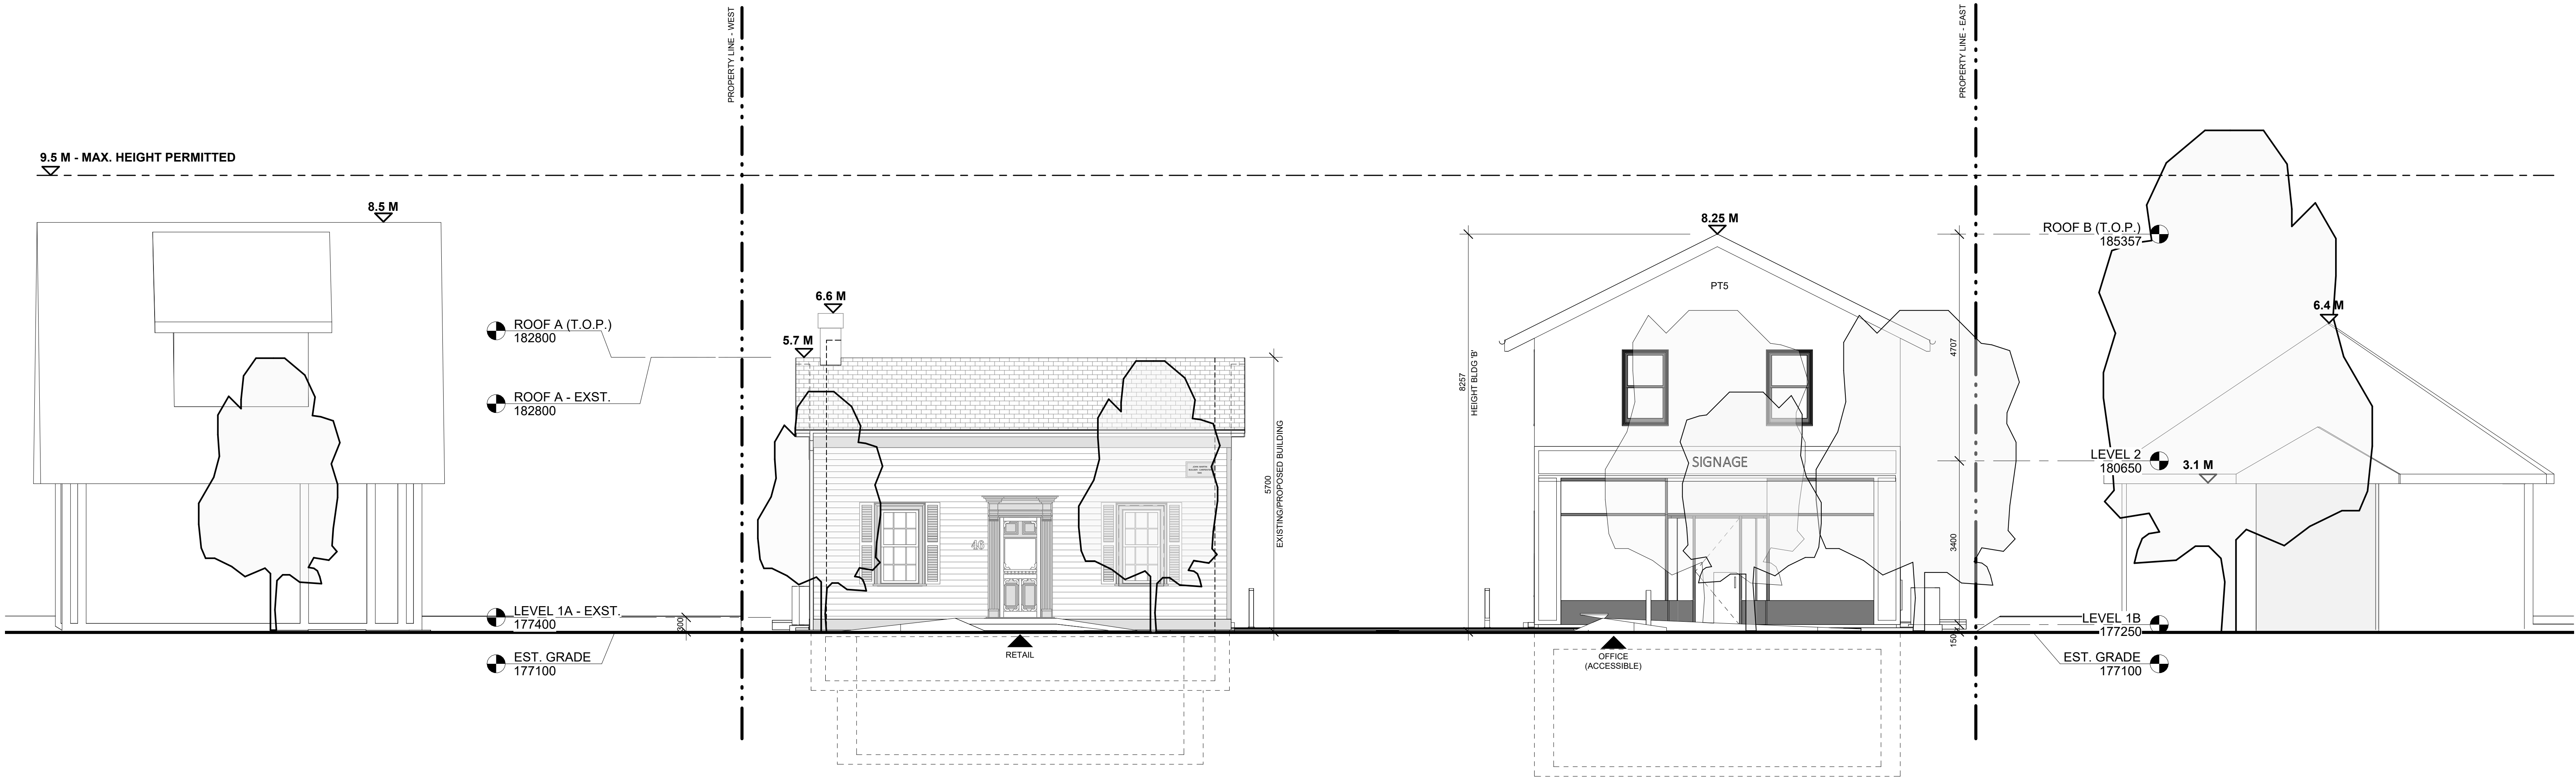 PROPERTY LINE - WEST
PROPERTY LINE - EAST
9.5 M - MAX. HEIGHT PERMITTED
8.5 M
8.25 M
ROOF B (T.O.P.)
185357
PT5
6.6 M
6.4 M
ROOF A (T.O.P.)
182800
5.7 M
4707
8257
HEIGHT BLDG 'B'
ROOF A - EXST.
182800
SIGNAGE
LEVEL 2
180650
3.1 M
5700
EXISTING/PROPOSED BUILDING
46
3400
LEVEL 1A - EXST.
177400
300
LEVEL 1B
177250
150
RETAIL
OFFICE
(ACCESSIBLE)
EST. GRADE
177100
EST. GRADE
177100